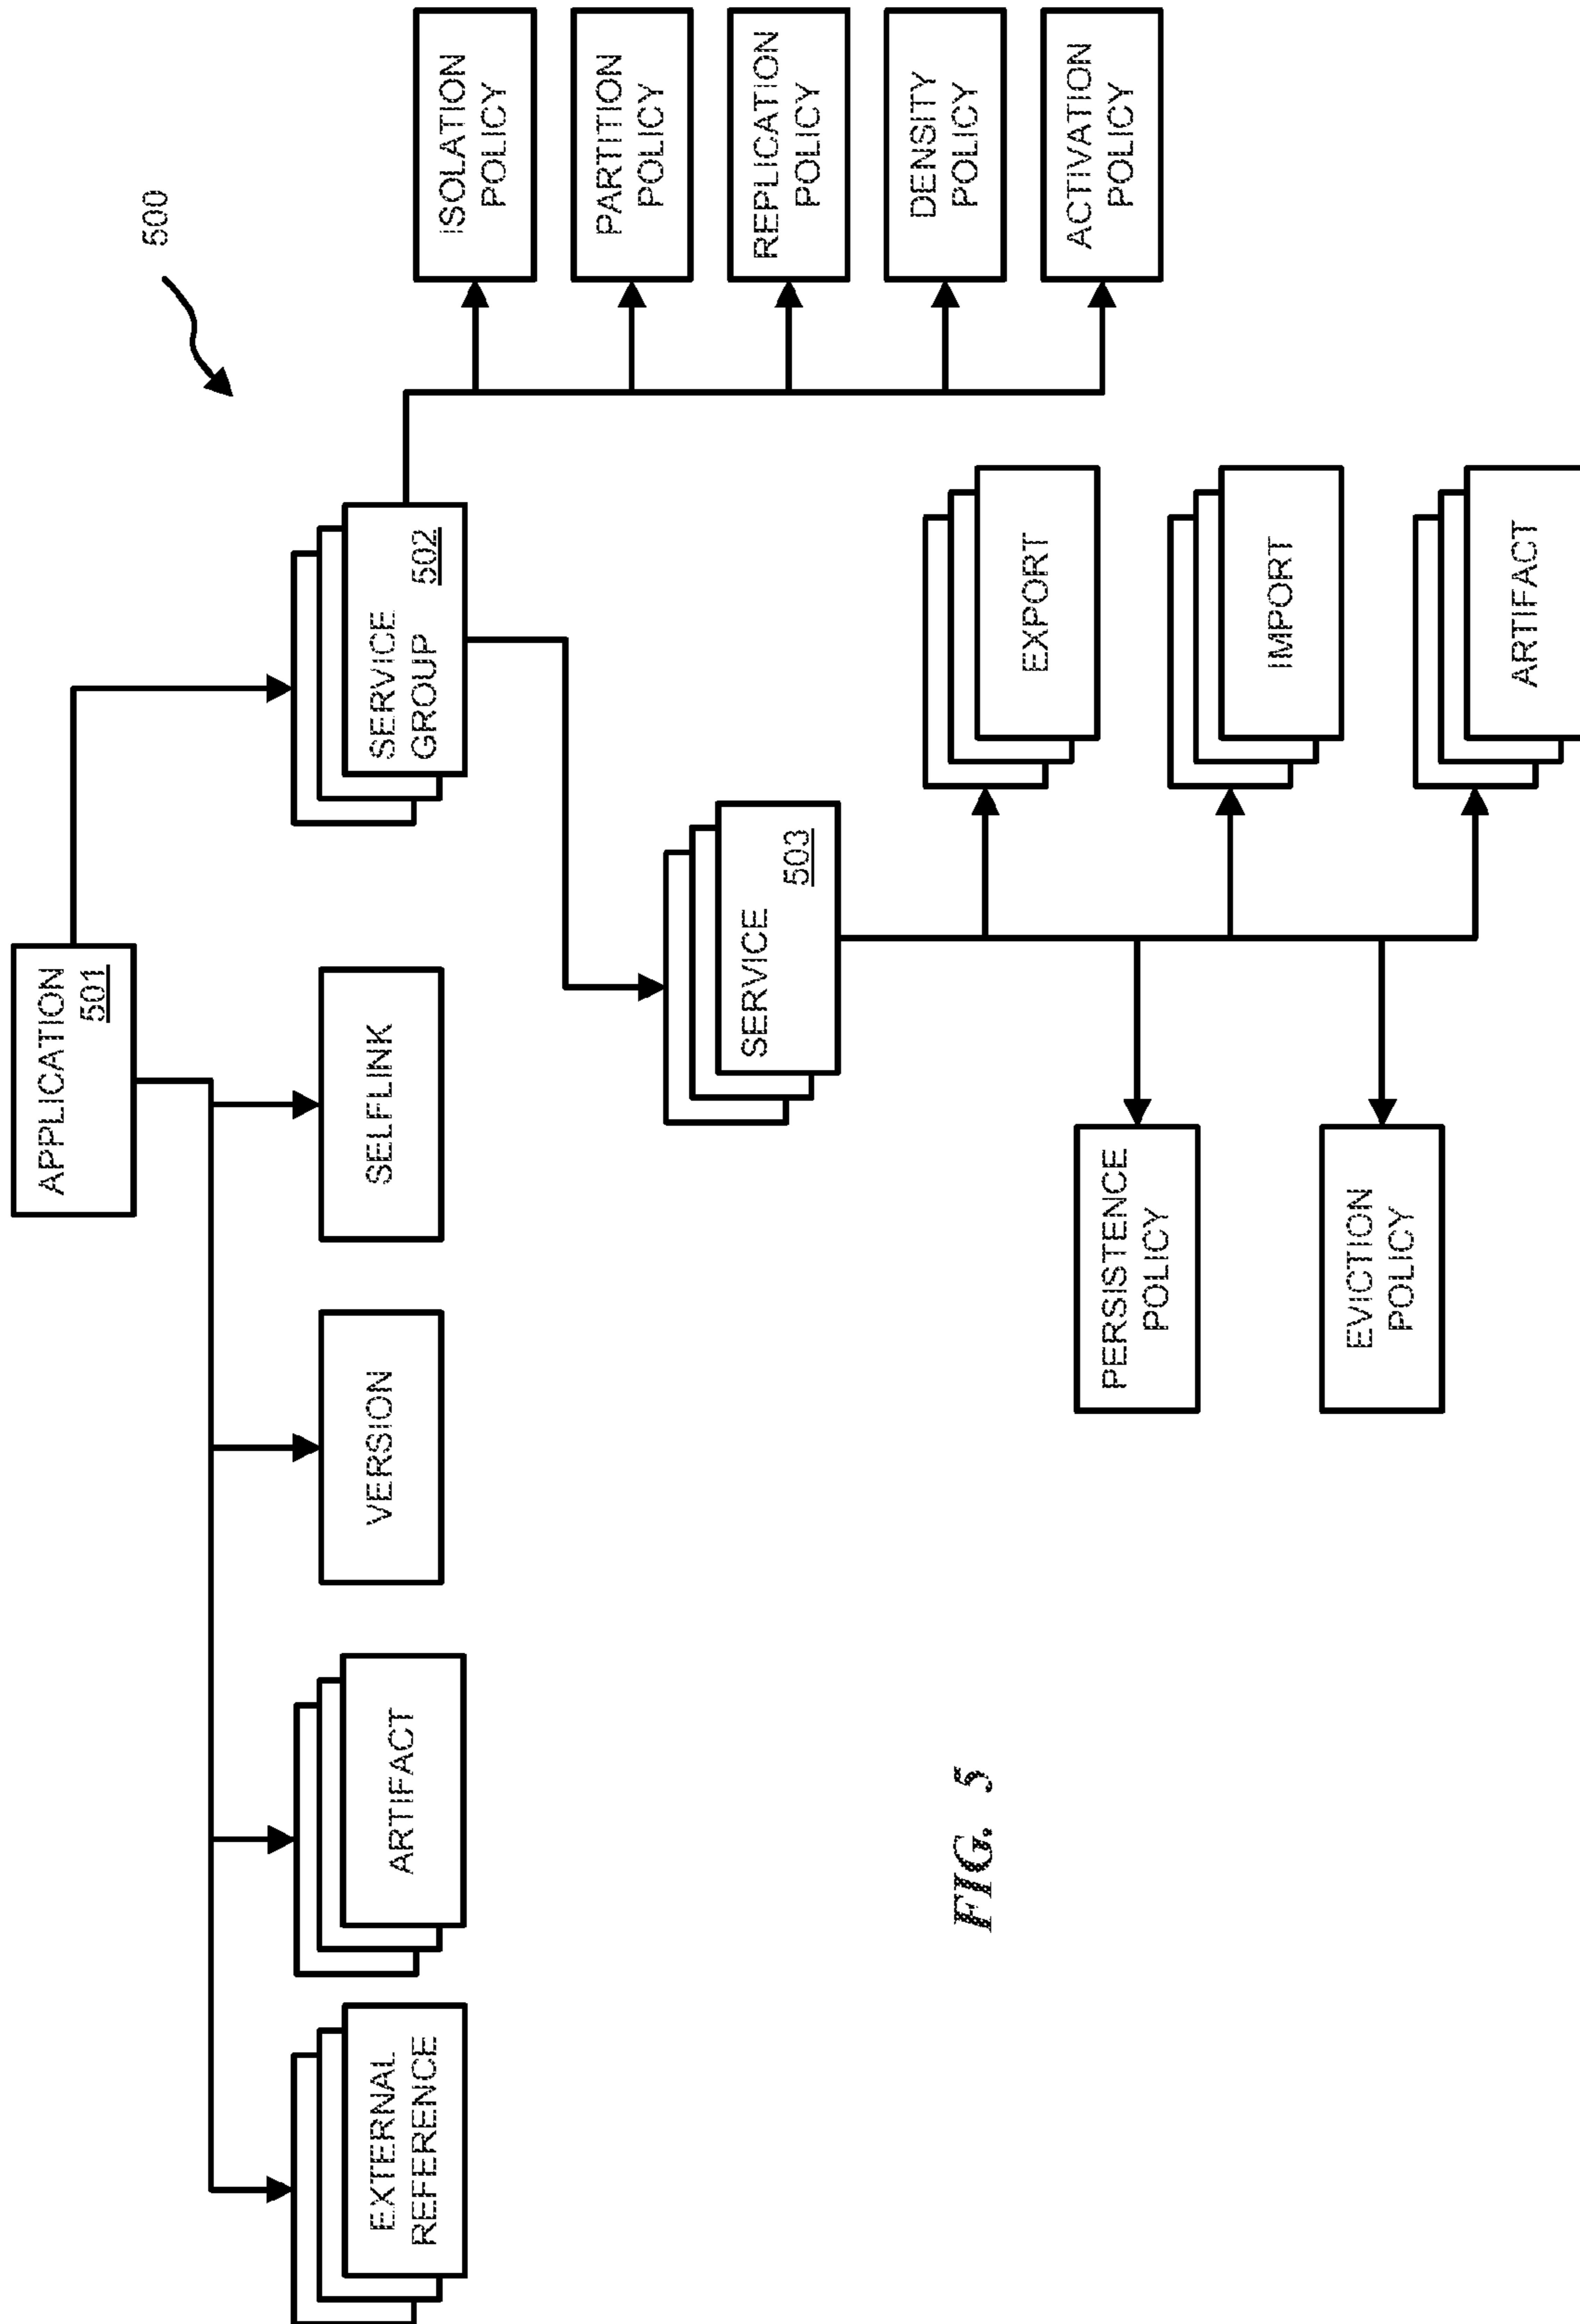 500
APPLICATION
501
EXTERNAL
REFERENCE
ARTIFACT
VERSION
SELFLINK
SERVICE
GROUP
502
ISOLATION
POLICY
PARTITION
POLICY
REPLICATION
POLICY
DENSITY
POLICY
ACTIVATION
POLICY
SERVICE
503
PERSISTENCE
POLICY
EVICTION
POLICY
EXPORT
IMPORT
ARTIFACT
FIG. 5